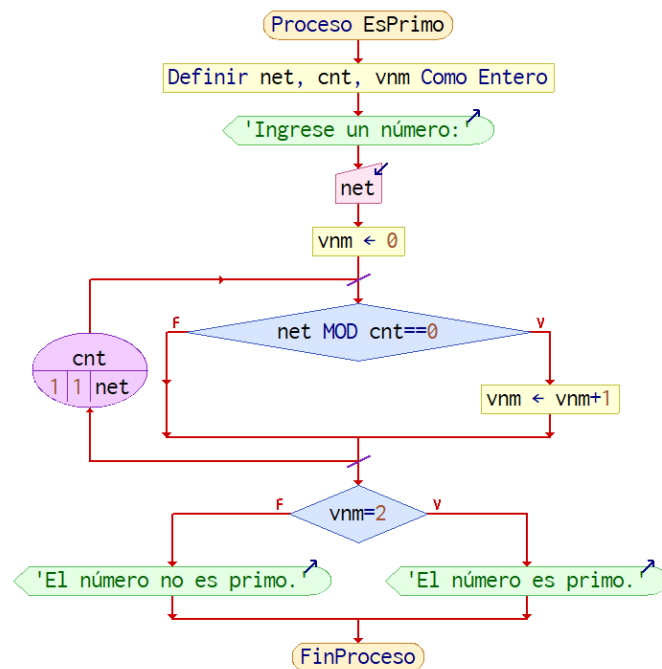 Proceso EsPrimo
Definir net, cnt, vnm Como Entero
'Ingrese un número:'
net
vnm ← 0
F
V
net MOD cnt==0
cnt
1 1 net
vnm ← vnm+1
F
V
vnm=2
'El número no es primo.'
'El número es primo.'
FinProceso